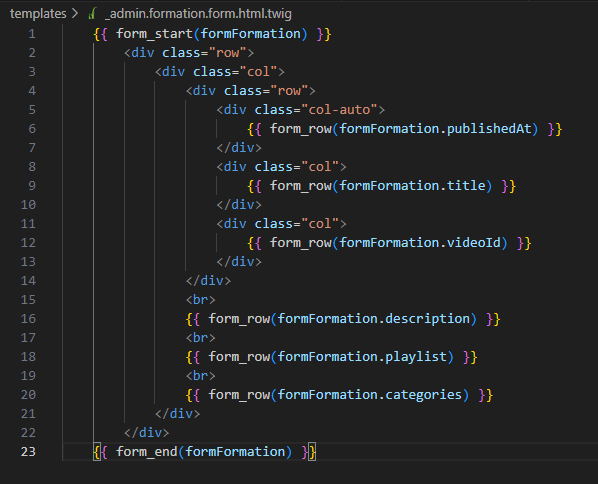 templates > _admin.formation.form.html.twig
1 {{ form_start(formFormation) }}
2 <div class="row">
3 <div class="col">
4 <div class="row">
5 <div class="col-auto">
6 {{ form_row(formFormation.publishedAt) }}
7 </div>
8 <div class="col">
9 {{ form_row(formFormation.title) }}
10 </div>
11 <div class="col">
12 {{ form_row(formFormation.videoId) }}
13 </div>
14 </div>
15 <br>
16 {{ form_row(formFormation.description) }}
17 <br>
18 {{ form_row(formFormation.playlist) }}
19 <br>
20 {{ form_row(formFormation.categories) }}
21 </div>
22 </div>
23 {{ form_end(formFormation) }}